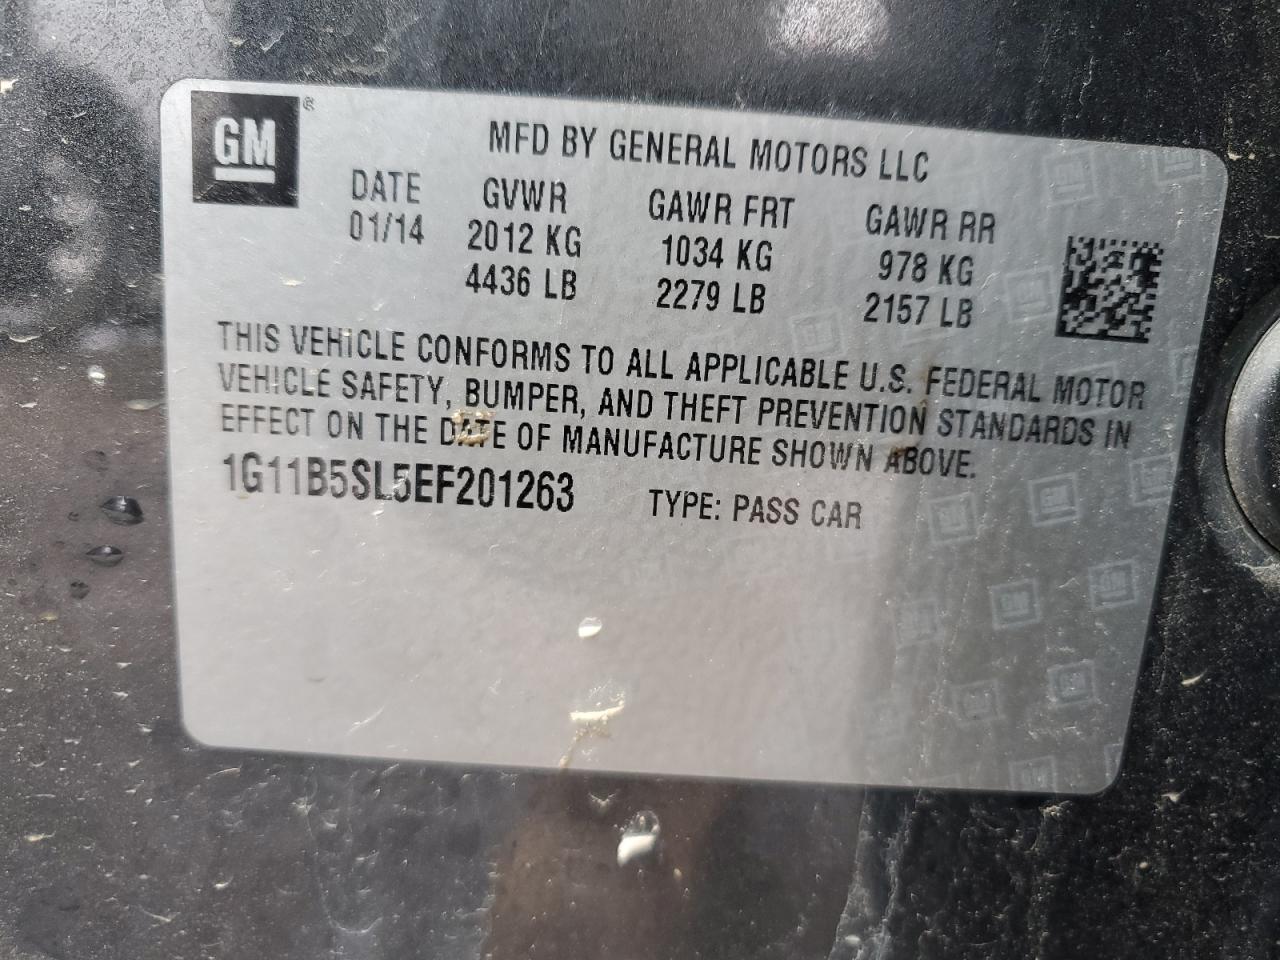 GM ®
MFD BY GENERAL MOTORS LLC
DATE GVWR GAWR FRT GAWR RR
01/14 2012 KG 1034 KG 978 KG
4436 LB 2279 LB 2157 LB
THIS VEHICLE CONFORMS TO ALL APPLICABLE U.S. FEDERAL MOTOR
VEHICLE SAFETY, BUMPER, AND THEFT PREVENTION STANDARDS IN
EFFECT ON THE DATE OF MANUFACTURE SHOWN ABOVE.
1G11B5SL5EF201263 TYPE: PASS CAR